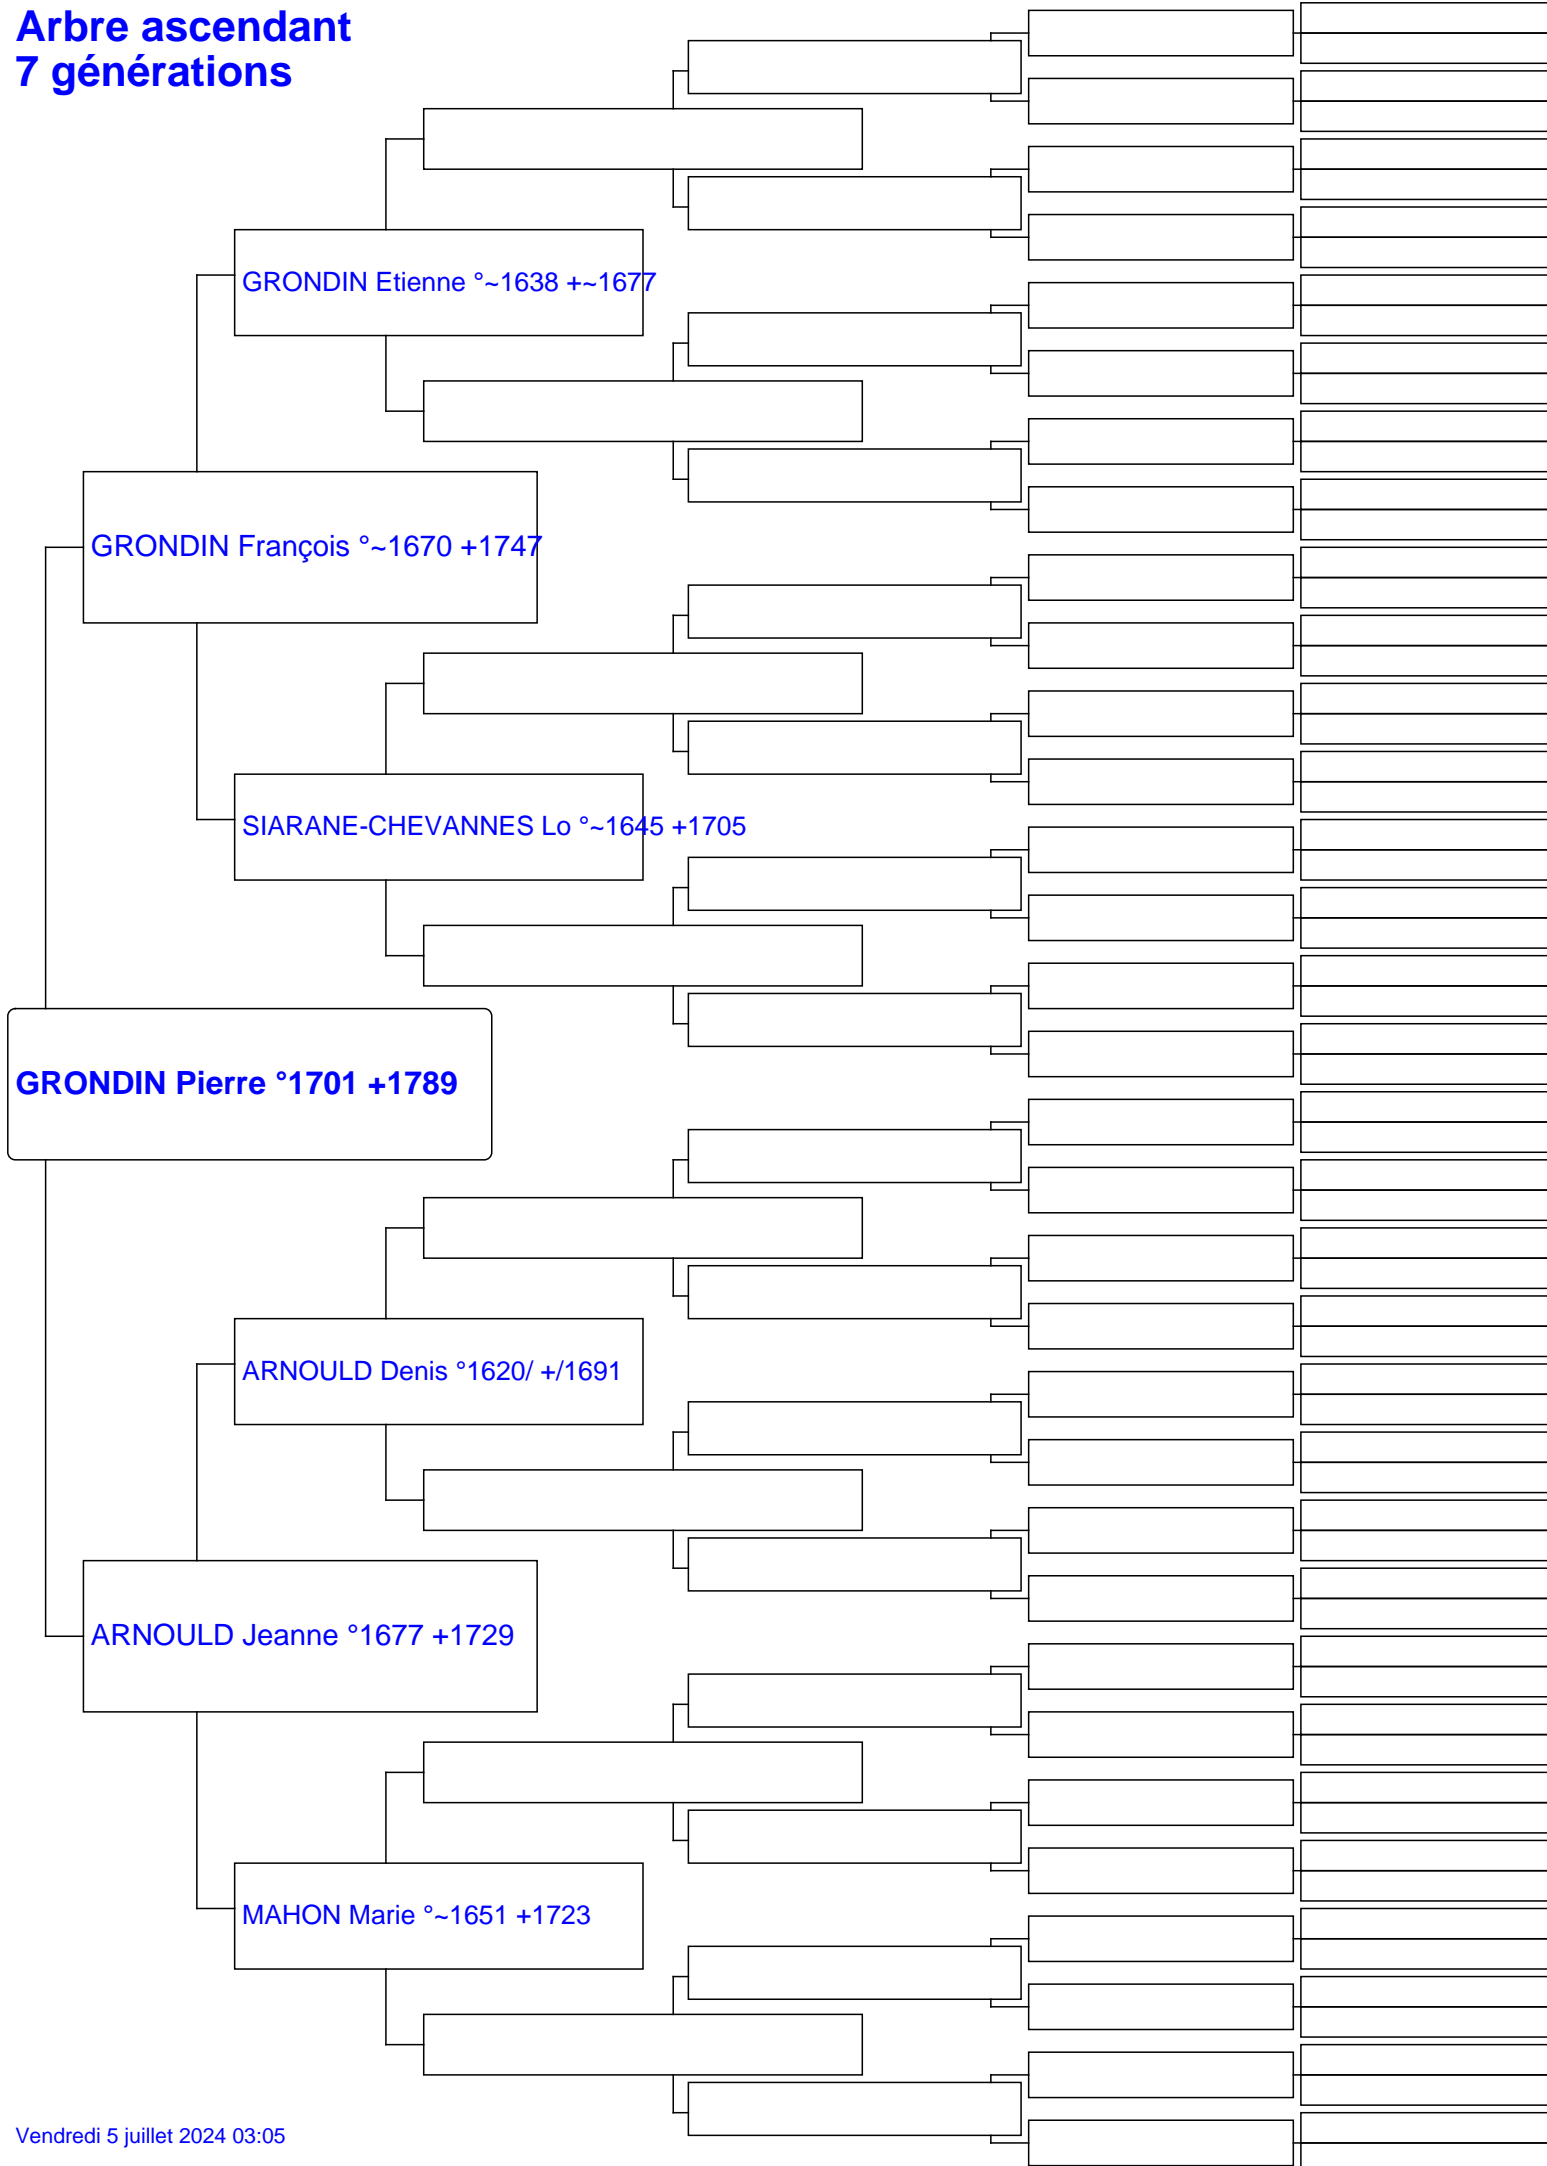 Arbre ascendant
7 générations
GRONDIN Etienne °~1638 +~1677
GRONDIN François °~1670 +1747
SIARANE-CHEVANNES Lo °~1645 +1705
GRONDIN Pierre °1701 +1789
ARNOULD Denis °1620/ +/1691
ARNOULD Jeanne °1677 +1729
MAHON Marie °~1651 +1723
Vendredi 5 juillet 2024 03:05